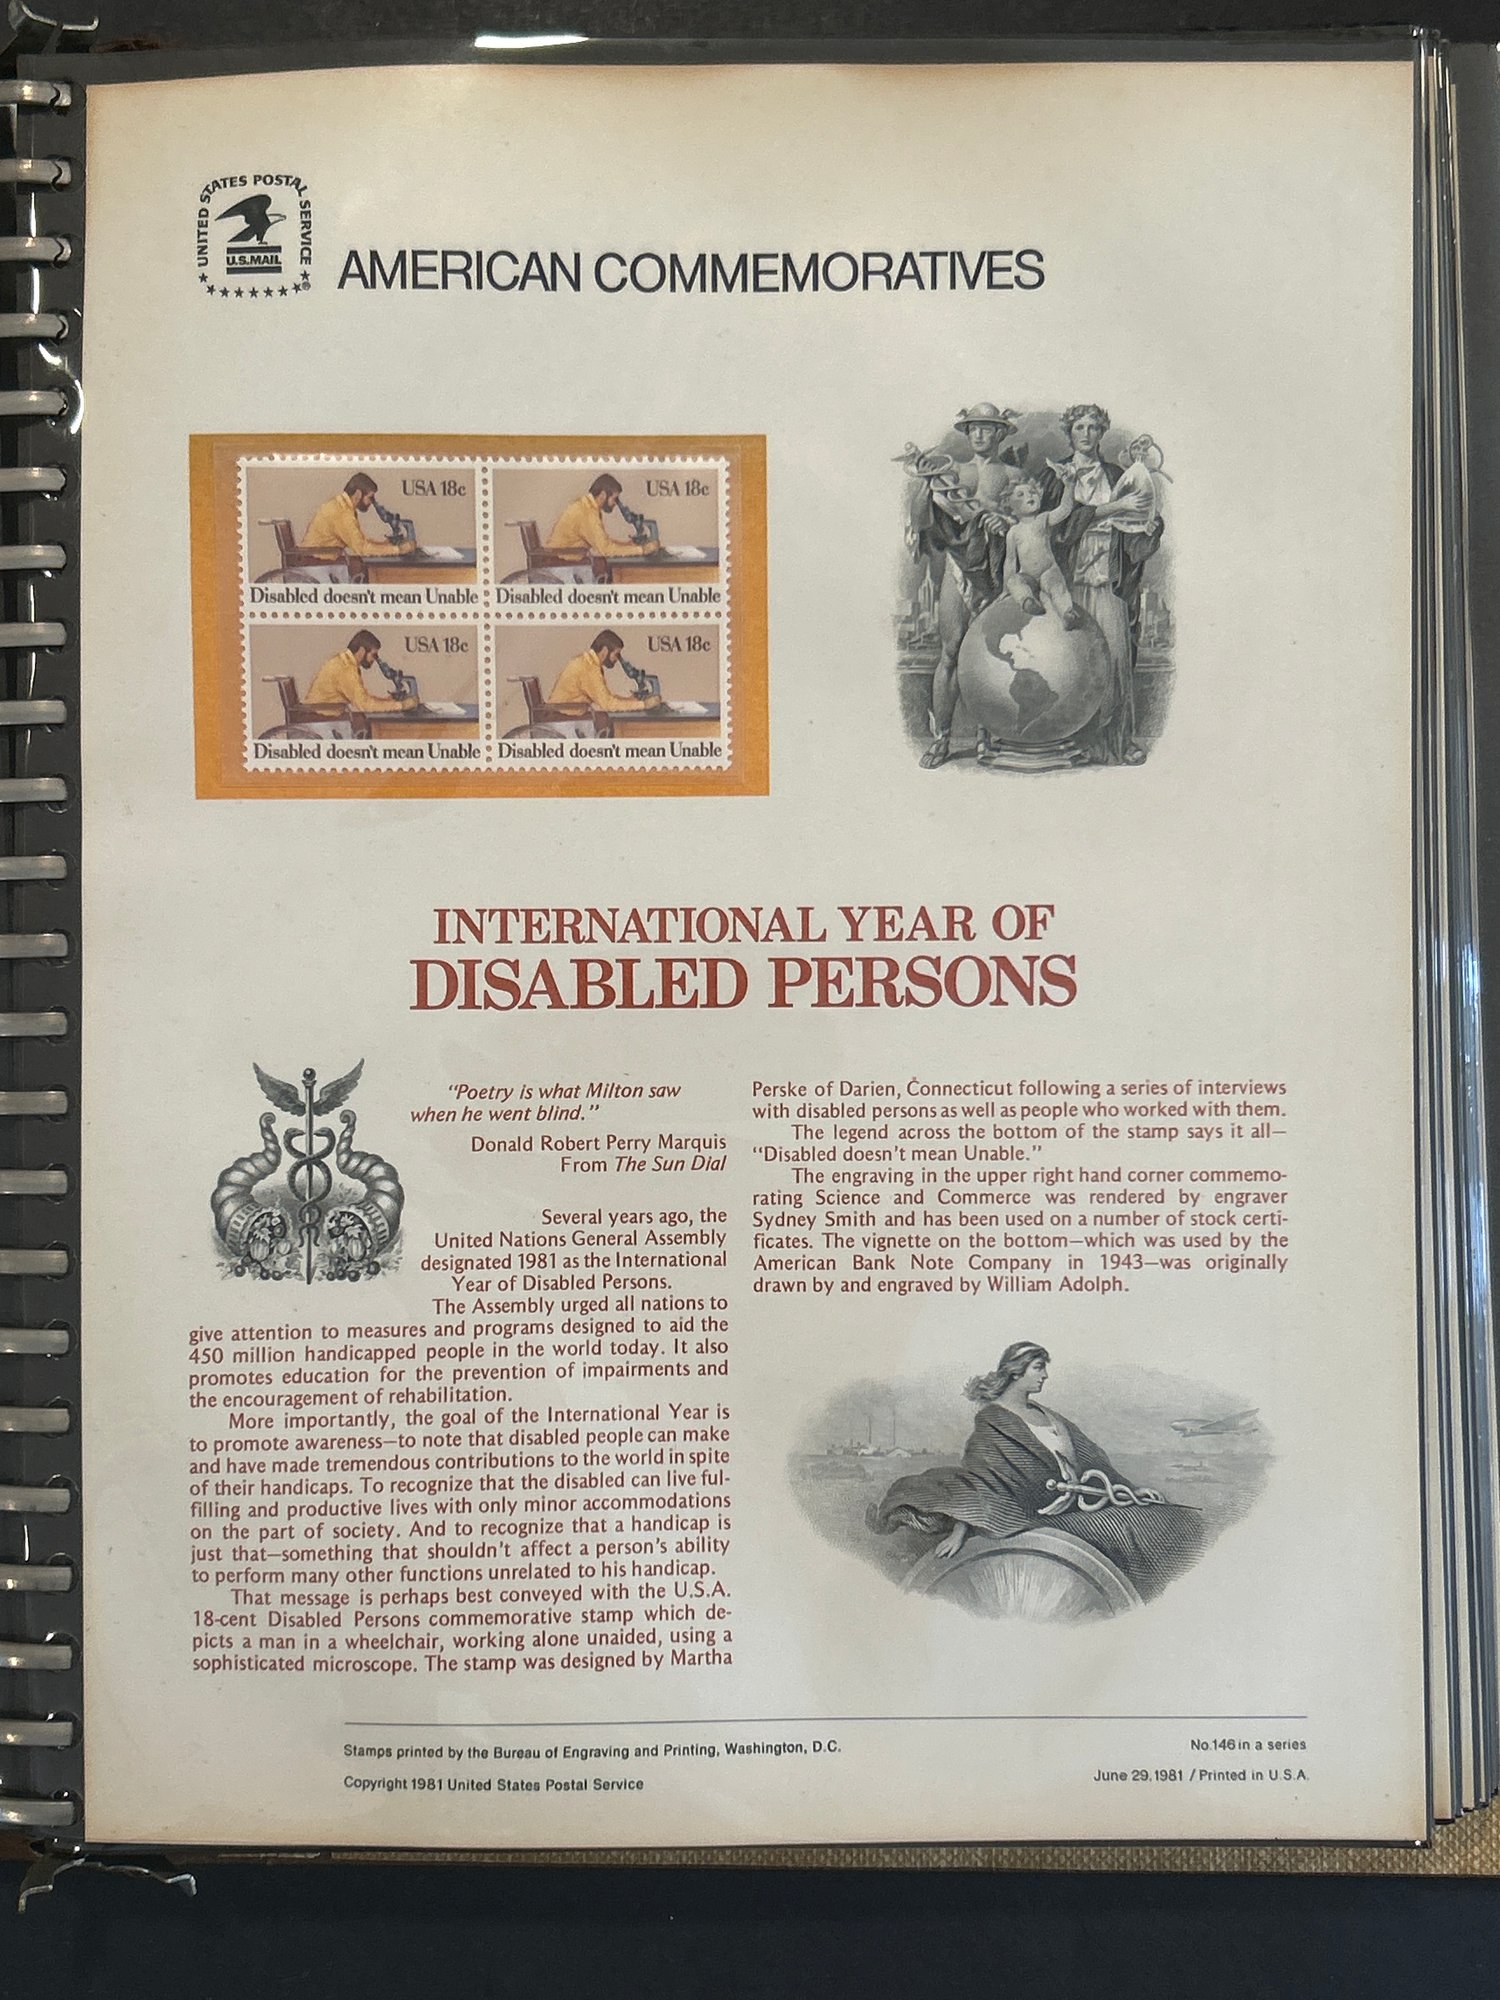 UNITED STATES POSTAL SERVICE
U.S.MAIL
®
AMERICAN COMMEMORATIVES
USA 18c
Disabled doesn't mean Unable
USA 18c
Disabled doesn't mean Unable
USA 18c
Disabled doesn't mean Unable
USA 18c
Disabled doesn't mean Unable
INTERNATIONAL YEAR OF
DISABLED PERSONS
“Poetry is what Milton saw
when he went blind.”
Donald Robert Perry Marquis
From The Sun Dial
Several years ago, the
United Nations General Assembly
designated 1981 as the International
Year of Disabled Persons.
The Assembly urged all nations to
give attention to measures and programs designed to aid the
450 million handicapped people in the world today. It also
promotes education for the prevention of impairments and
the encouragement of rehabilitation.
More importantly, the goal of the International Year is
to promote awareness—to note that disabled people can make
and have made tremendous contributions to the world in spite
of their handicaps. To recognize that the disabled can live ful-
filling and productive lives with only minor accommodations
on the part of society. And to recognize that a handicap is
just that—something that shouldn't affect a person's ability
to perform many other functions unrelated to his handicap.
That message is perhaps best conveyed with the U.S.A.
18-cent Disabled Persons commemorative stamp which de-
picts a man in a wheelchair, working alone unaided, using a
sophisticated microscope. The stamp was designed by Martha
Perske of Darien, Connecticut following a series of interviews
with disabled persons as well as people who worked with them.
The legend across the bottom of the stamp says it all—
“Disabled doesn't mean Unable.”
The engraving in the upper right hand corner commemo-
rating Science and Commerce was rendered by engraver
Sydney Smith and has been used on a number of stock certi-
ficates. The vignette on the bottom—which was used by the
American Bank Note Company in 1943—was originally
drawn by and engraved by William Adolph.
Stamps printed by the Bureau of Engraving and Printing, Washington, D.C.
Copyright 1981 United States Postal Service
No.146 in a series
June 29, 1981 / Printed in U.S.A.